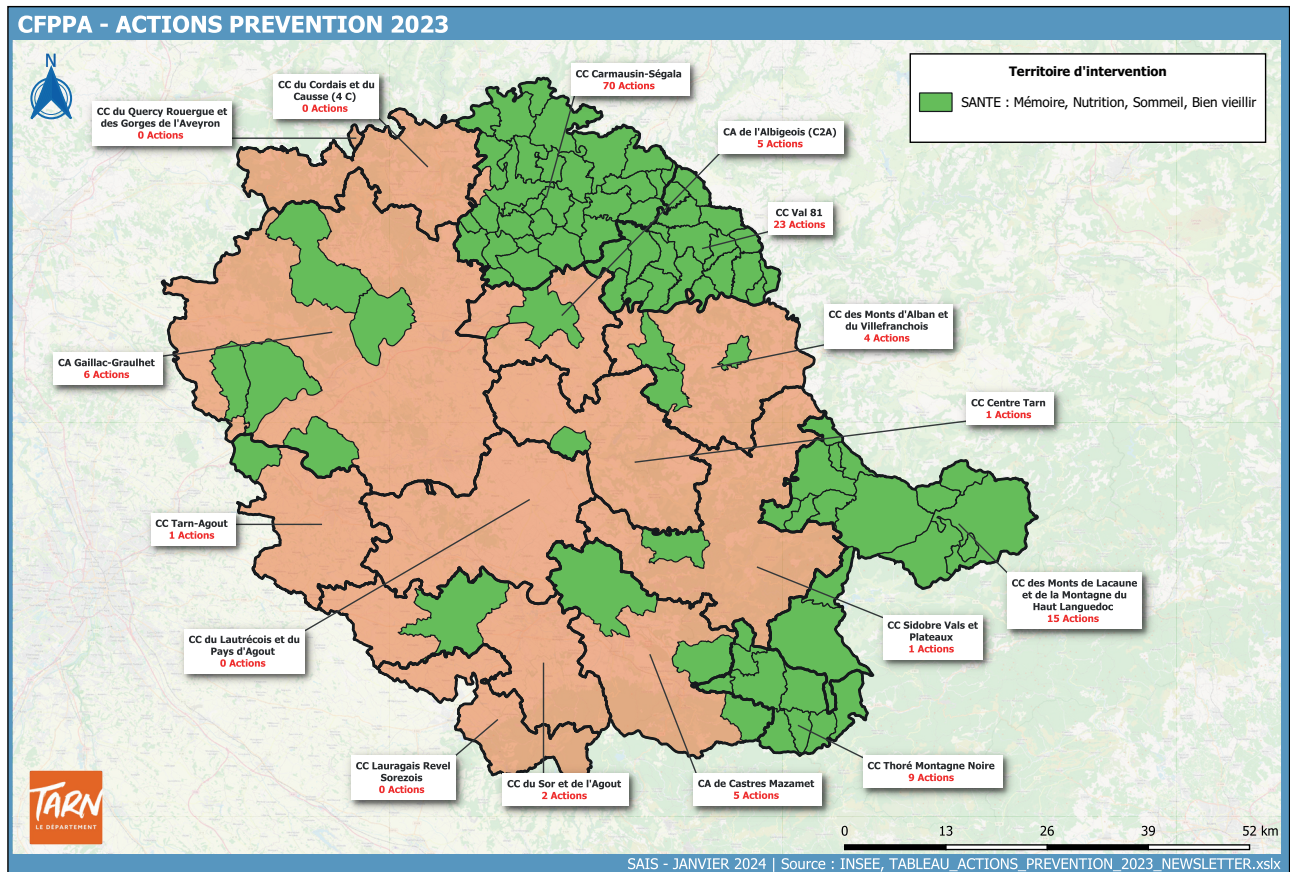 CFPPA - ACTIONS PREVENTION 2023
N
Territoire d'intervention
SANTE : Mémoire, Nutrition, Sommeil, Bien vieillir
CC Carmausin-Ségala
70 Actions
CC du Cordais et du
Causse (4 C)
0 Actions
CC du Quercy Rouergue et
des Gorges de l'Aveyron
0 Actions
CA de l'Albigeois (C2A)
5 Actions
CC Val 81
23 Actions
CC des Monts d'Alban et
du Villefranchois
4 Actions
CA Gaillac-Graulhet
6 Actions
CC Centre Tarn
1 Actions
CC Tarn-Agout
1 Actions
CC des Monts de Lacaune
et de la Montagne du
Haut Languedoc
15 Actions
CC Sidobre Vals et
Plateaux
1 Actions
CC du Lautrécois et du
Pays d'Agout
0 Actions
CC Lauragais Revel
Sorezois
0 Actions
CC du Sor et de l'Agout
2 Actions
CA de Castres Mazamet
5 Actions
CC Thoré Montagne Noire
9 Actions
TARN
LE DÉPARTEMENT
0 13 26 39 52 km
SAIS - JANVIER 2024 | Source : INSEE, TABLEAU_ACTIONS_PREVENTION_2023_NEWSLETTER.xslx